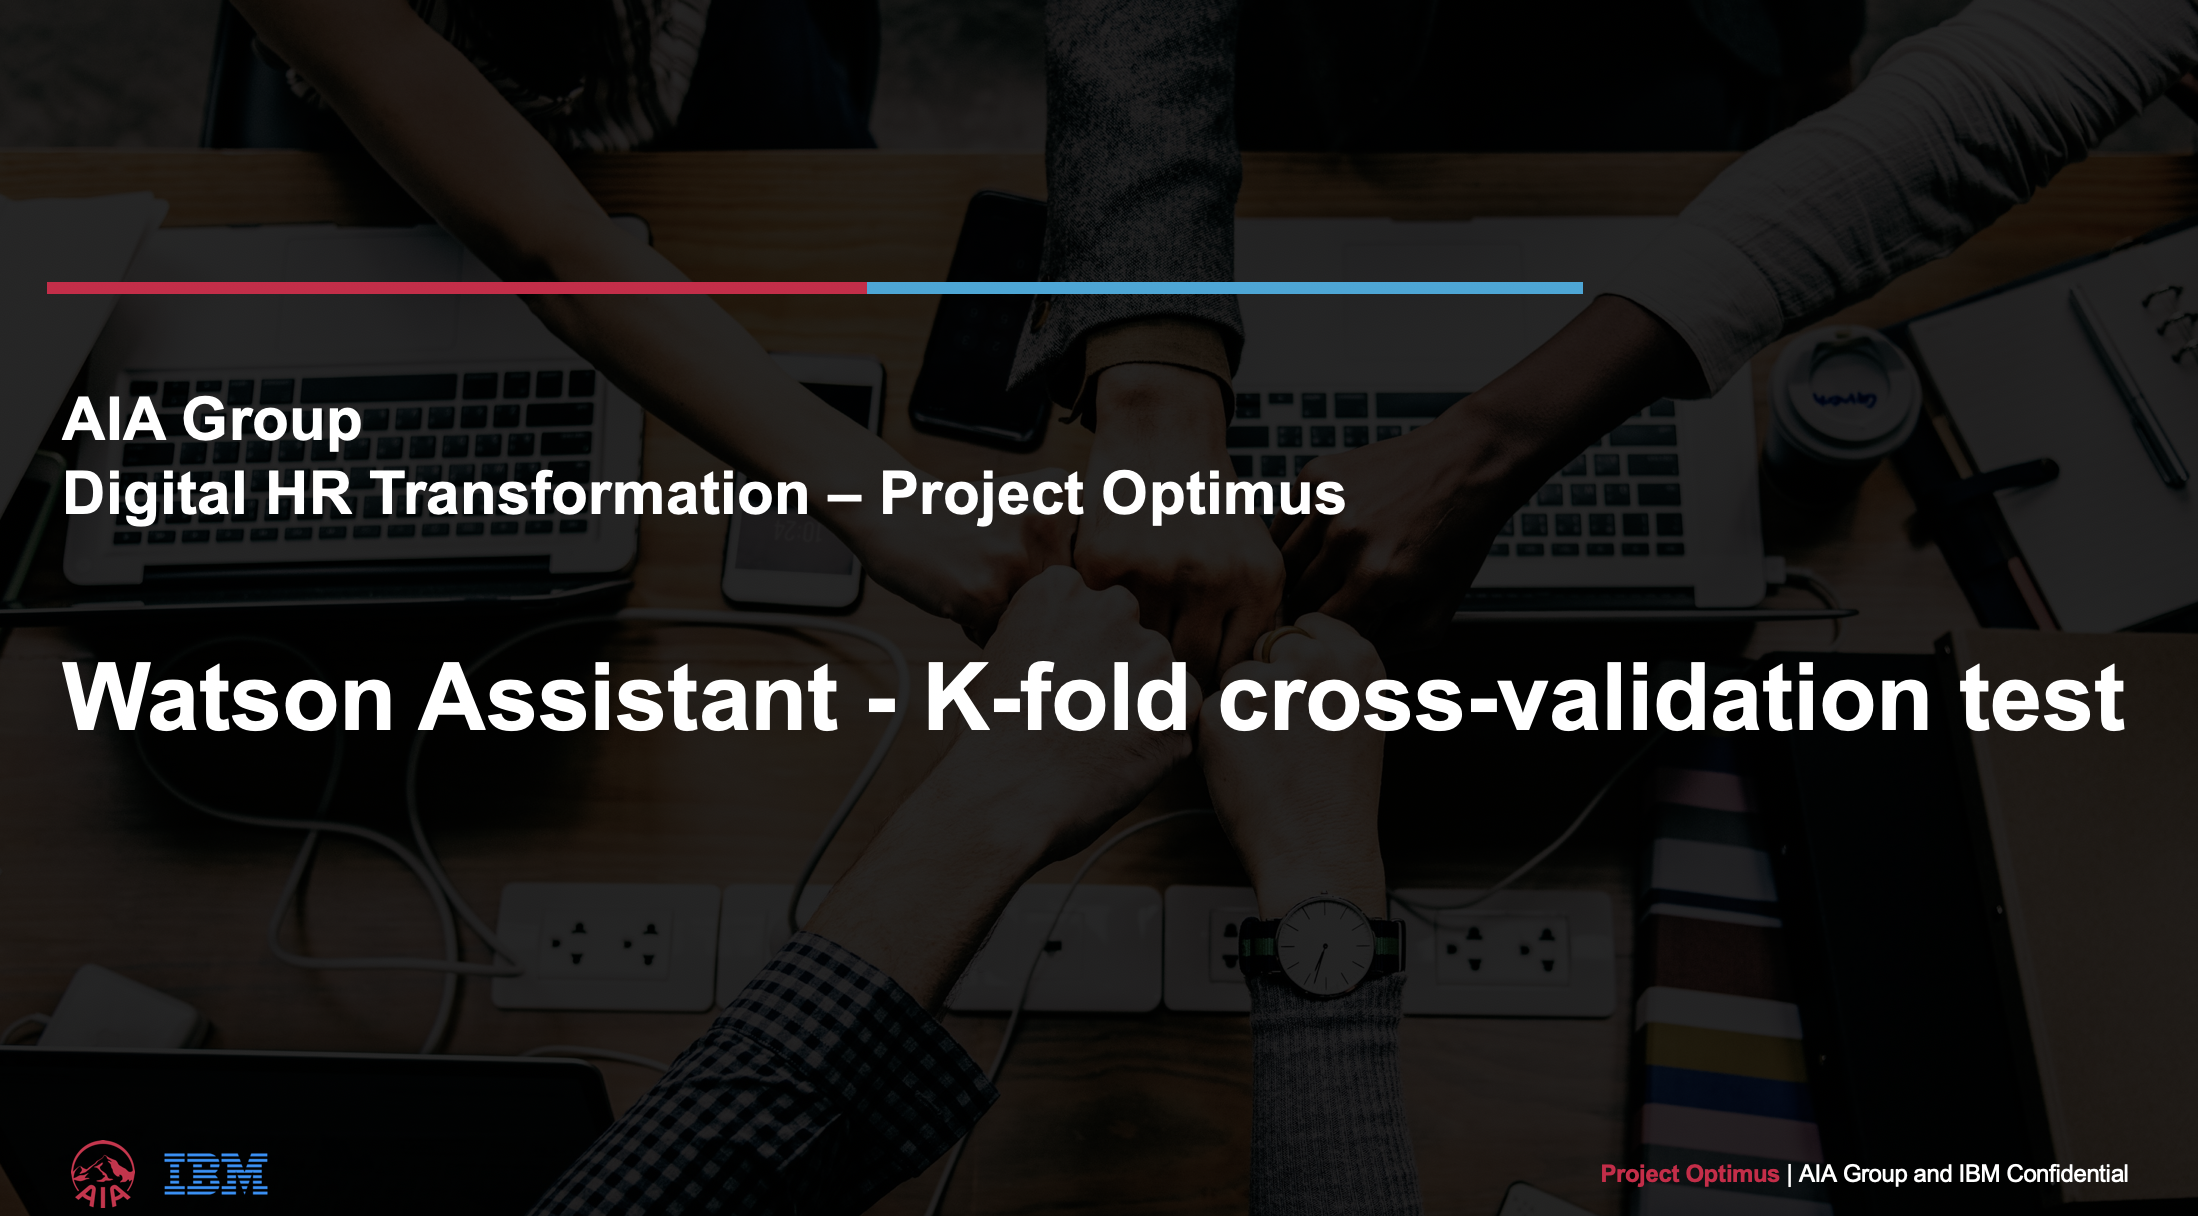 AIA Group
Digital HR Transformation – Project Optimus
Watson Assistant - K-fold cross-validation test
AIA
IBM
Project Optimus | AIA Group and IBM Confidential